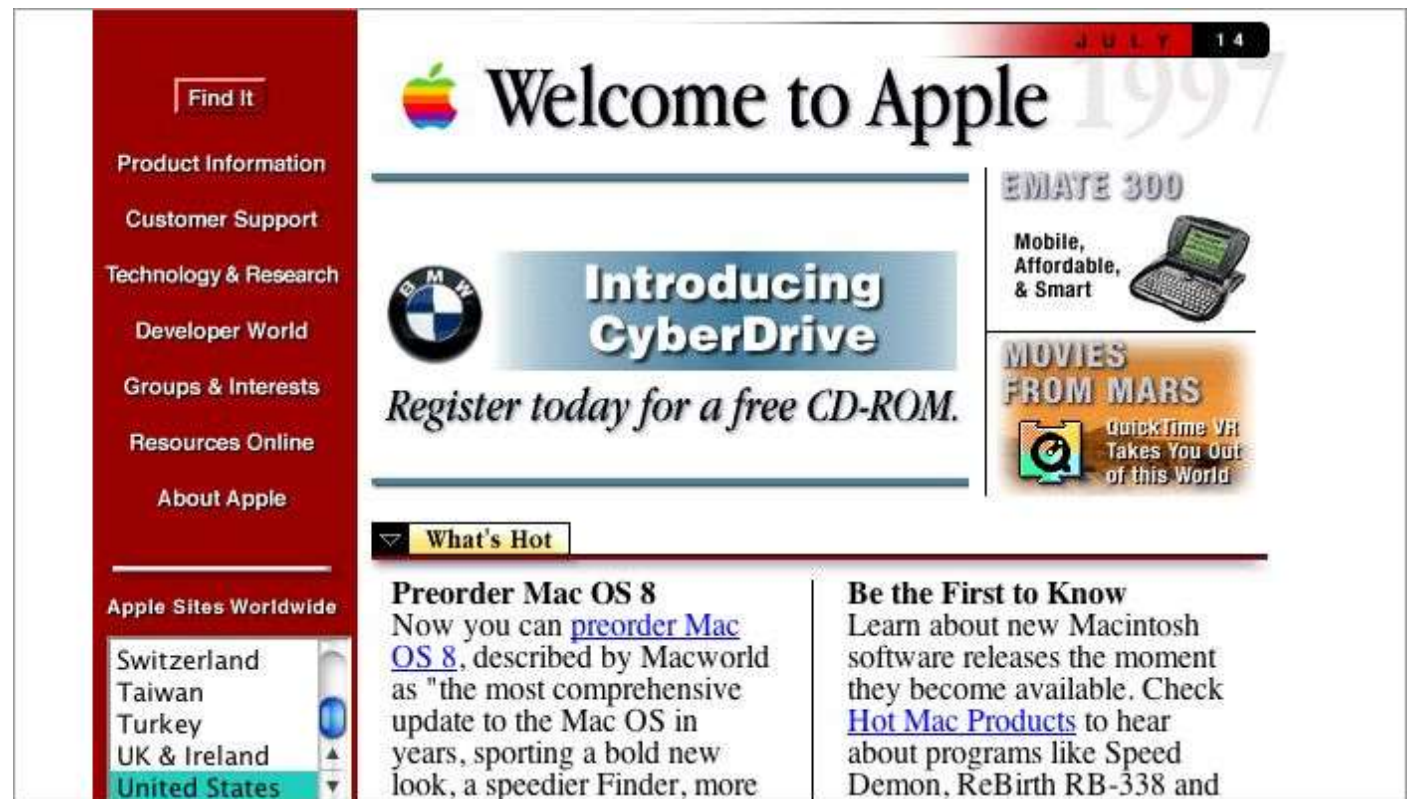 JULY 14
1997
Welcome to Apple
Find It
Product Information
Customer Support
Technology & Research
Developer World
Groups & Interests
Resources Online
About Apple
Apple Sites Worldwide
Switzerland
Taiwan
Turkey
UK & Ireland
United States
BMW
Introducing
CyberDrive
Register today for a free CD-ROM.
EMATE 300
Mobile,
Affordable,
& Smart
MOVIES
FROM MARS
QuickTime VR
Takes You Out
of this World
What's Hot
Preorder Mac OS 8
Now you can preorder Mac
OS 8, described by Macworld
as "the most comprehensive
update to the Mac OS in
years, sporting a bold new
look, a speedier Finder, more
Be the First to Know
Learn about new Macintosh
software releases the moment
they become available. Check
Hot Mac Products to hear
about programs like Speed
Demon, ReBirth RB-338 and